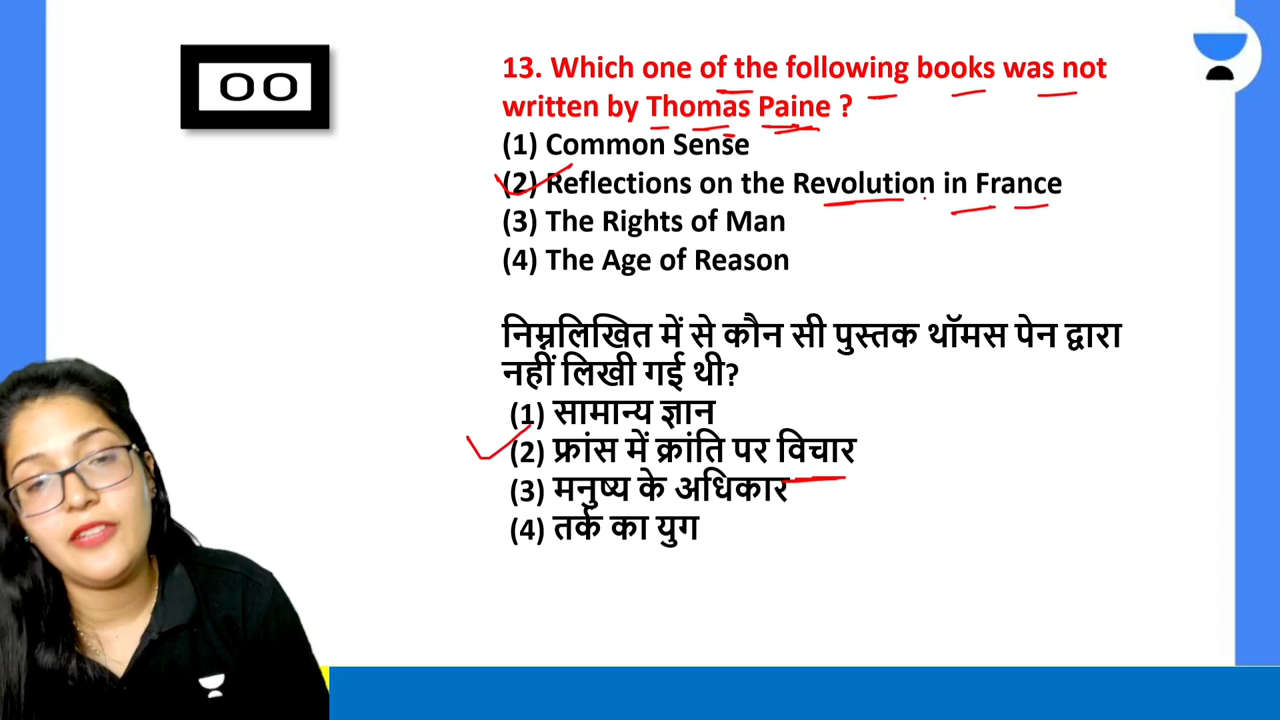 00
13. Which one of the following books was not
written by Thomas Paine ?
(1) Common Sense
(2) Reflections on the Revolution in France
(3) The Rights of Man
(4) The Age of Reason
निम्नलिखित में से कौन सी पुस्तक थॉमस पेन द्वारा
नहीं लिखी गई थी?
(1) सामान्य ज्ञान
(2) फ्रांस में क्रांति पर विचार
(3) मनुष्य के अधिकार
(4) तर्क का युग